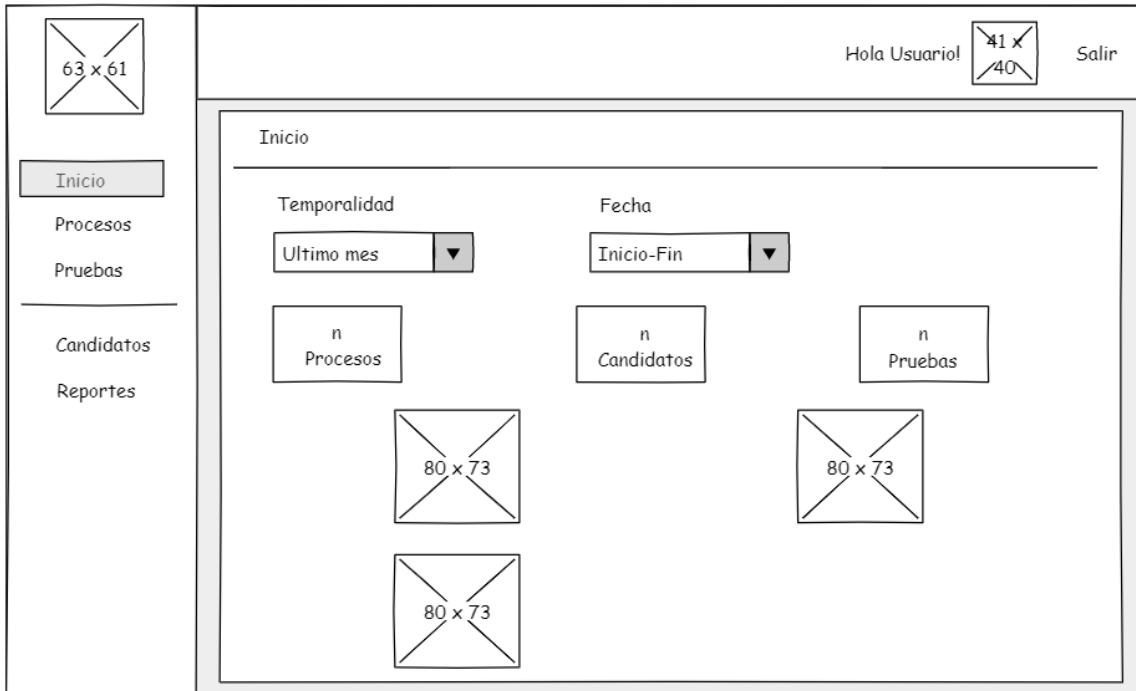 63 x 61
Hola Usuario!
41 x
40
Salir
Inicio
Procesos
Pruebas
Candidatos
Reportes
Inicio
Temporalidad
Fecha
Ultimo mes
Inicio-Fin
n
Procesos
n
Candidatos
n
Pruebas
80 x 73
80 x 73
80 x 73